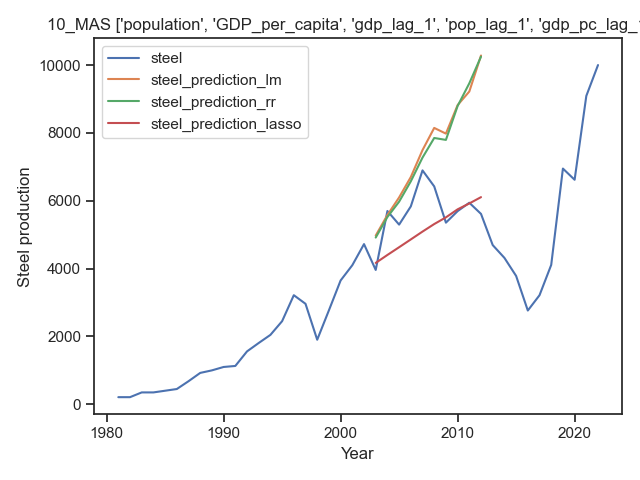 10_MAS ['population', 'GDP_per_capita', 'gdp_lag_1', 'pop_lag_1', 'gdp_pc_lag_
steel
steel_prediction_lm
steel_prediction_rr
steel_prediction_lasso
Steel production
10000
8000
6000
4000
2000
0
1980
1990
2000
2010
2020
Year